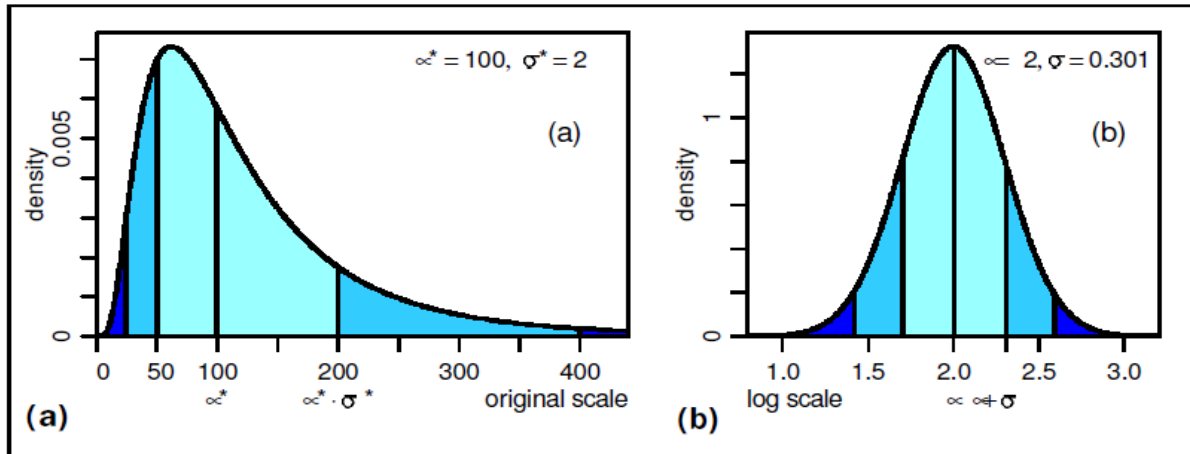 ∝* = 100, σ* = 2
(a)
density
0.005
0
0 50 100 200 300 400
∝* ∝* · σ* original scale
(a)
∝= 2, σ = 0.301
(b)
density
1
0
1.0 1.5 2.0 2.5 3.0
log scale ∝ ∝+ σ
(b)